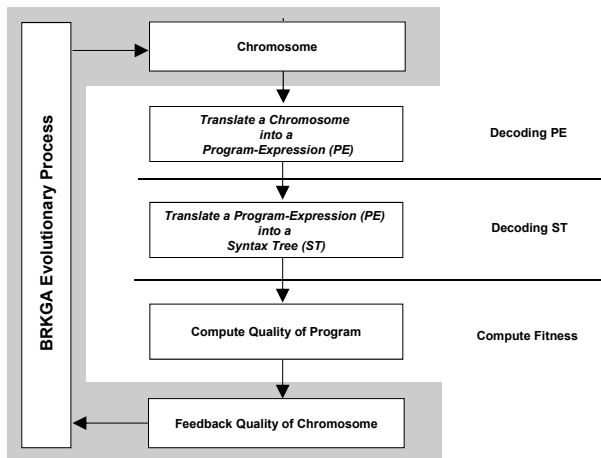 BRKGA Evolutionary Process
Chromosome
Translate a Chromosome
into a
Program-Expression (PE)
Decoding PE
Translate a Program-Expression (PE)
into a
Syntax Tree (ST)
Decoding ST
Compute Quality of Program
Compute Fitness
Feedback Quality of Chromosome